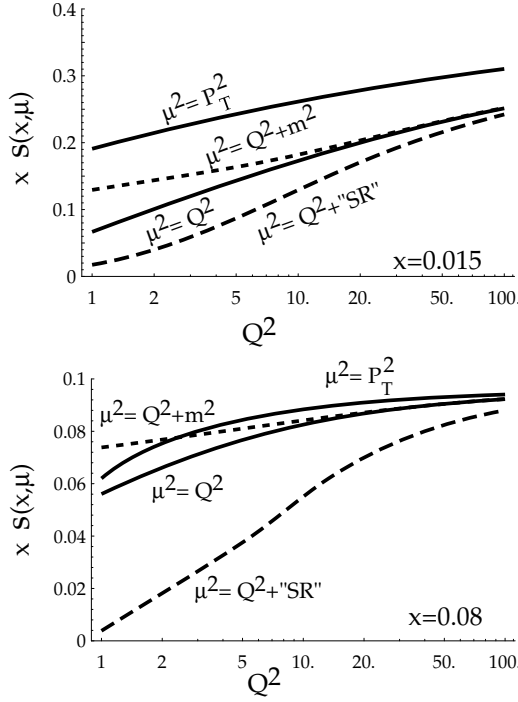 0.4
0.3
0.2
0.1
0
x S(x,μ)
μ²= P_T²
μ²= Q²+m²
μ²= Q²
μ²= Q²+"SR"
x=0.015
1 2 5 10. 20. 50. 100.
Q²
0.1
0.08
0.06
0.04
0.02
0
x S(x,μ)
μ²= P_T²
μ²= Q²+m²
μ²= Q²
μ²= Q²+"SR"
x=0.08
1 2 5 10. 20. 50. 100.
Q²